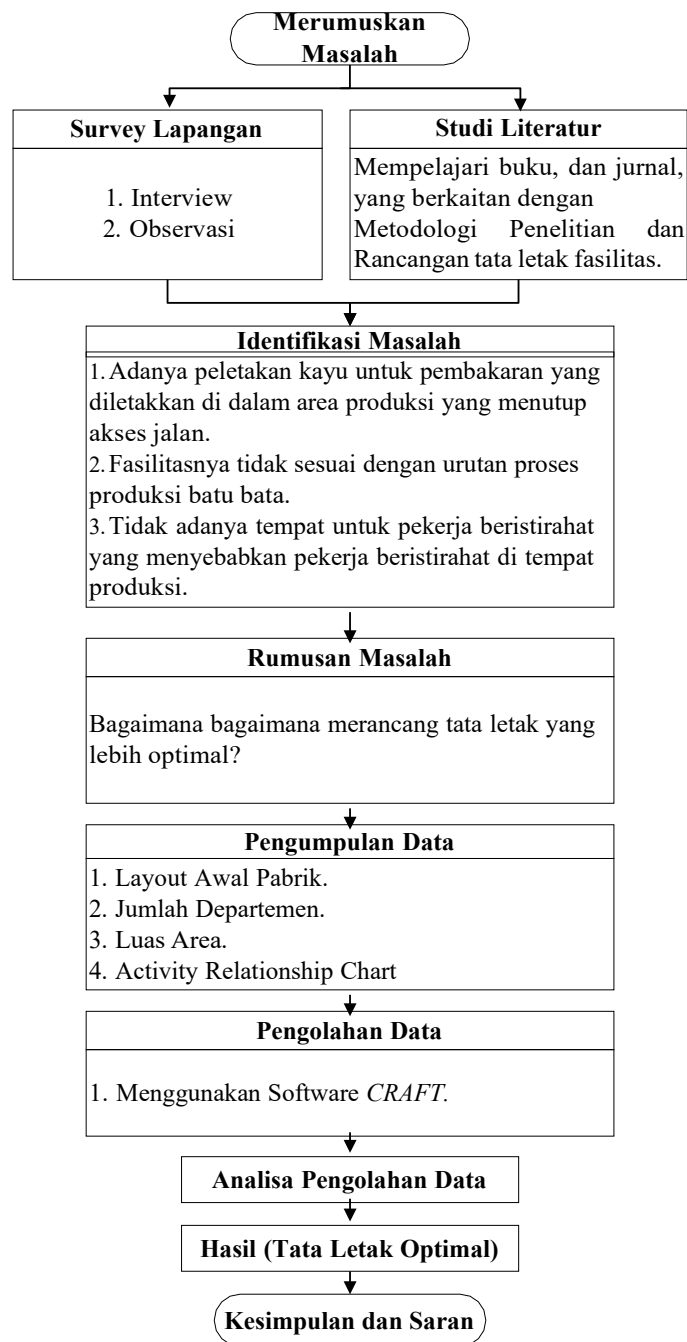 Merumuskan
Masalah
Survey Lapangan
1. Interview
2. Observasi
Studi Literatur
Mempelajari buku, dan jurnal,
yang berkaitan dengan
Metodologi Penelitian dan
Rancangan tata letak fasilitas.
Identifikasi Masalah
1. Adanya peletakan kayu untuk pembakaran yang
diletakkan di dalam area produksi yang menutup
akses jalan.
2. Fasilitasnya tidak sesuai dengan urutan proses
produksi batu bata.
3. Tidak adanya tempat untuk pekerja beristirahat
yang menyebabkan pekerja beristirahat di tempat
produksi.
Rumusan Masalah
Bagaimana bagaimana merancang tata letak yang
lebih optimal?
Pengumpulan Data
1. Layout Awal Pabrik.
2. Jumlah Departemen.
3. Luas Area.
4. Activity Relationship Chart
Pengolahan Data
1. Menggunakan Software CRAFT.
Analisa Pengolahan Data
Hasil (Tata Letak Optimal)
Kesimpulan dan Saran